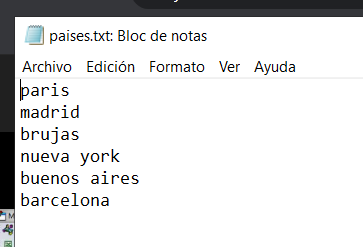 paises.txt: Bloc de notas
Archivo Edición Formato Ver Ayuda
paris
madrid
brujas
nueva york
buenos aires
barcelona